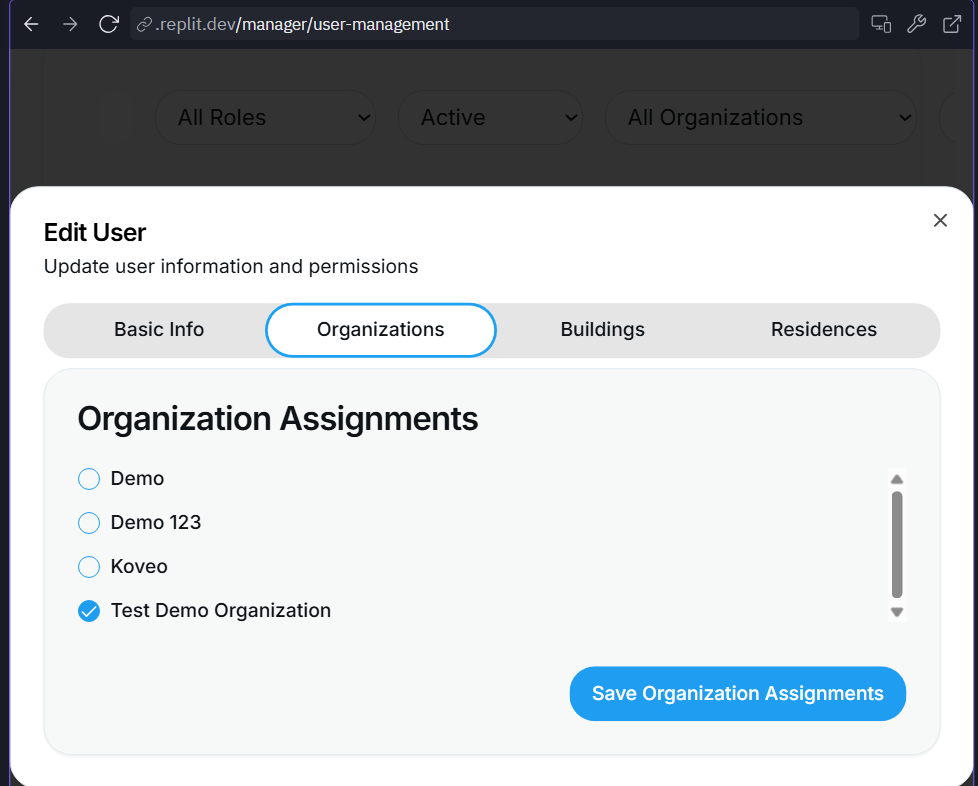 .replit.dev/manager/user-management
All Roles
Active
All Organizations
Edit User
Update user information and permissions
Basic Info
Organizations
Buildings
Residences
Organization Assignments
Demo
Demo 123
Koveo
Test Demo Organization
Save Organization Assignments